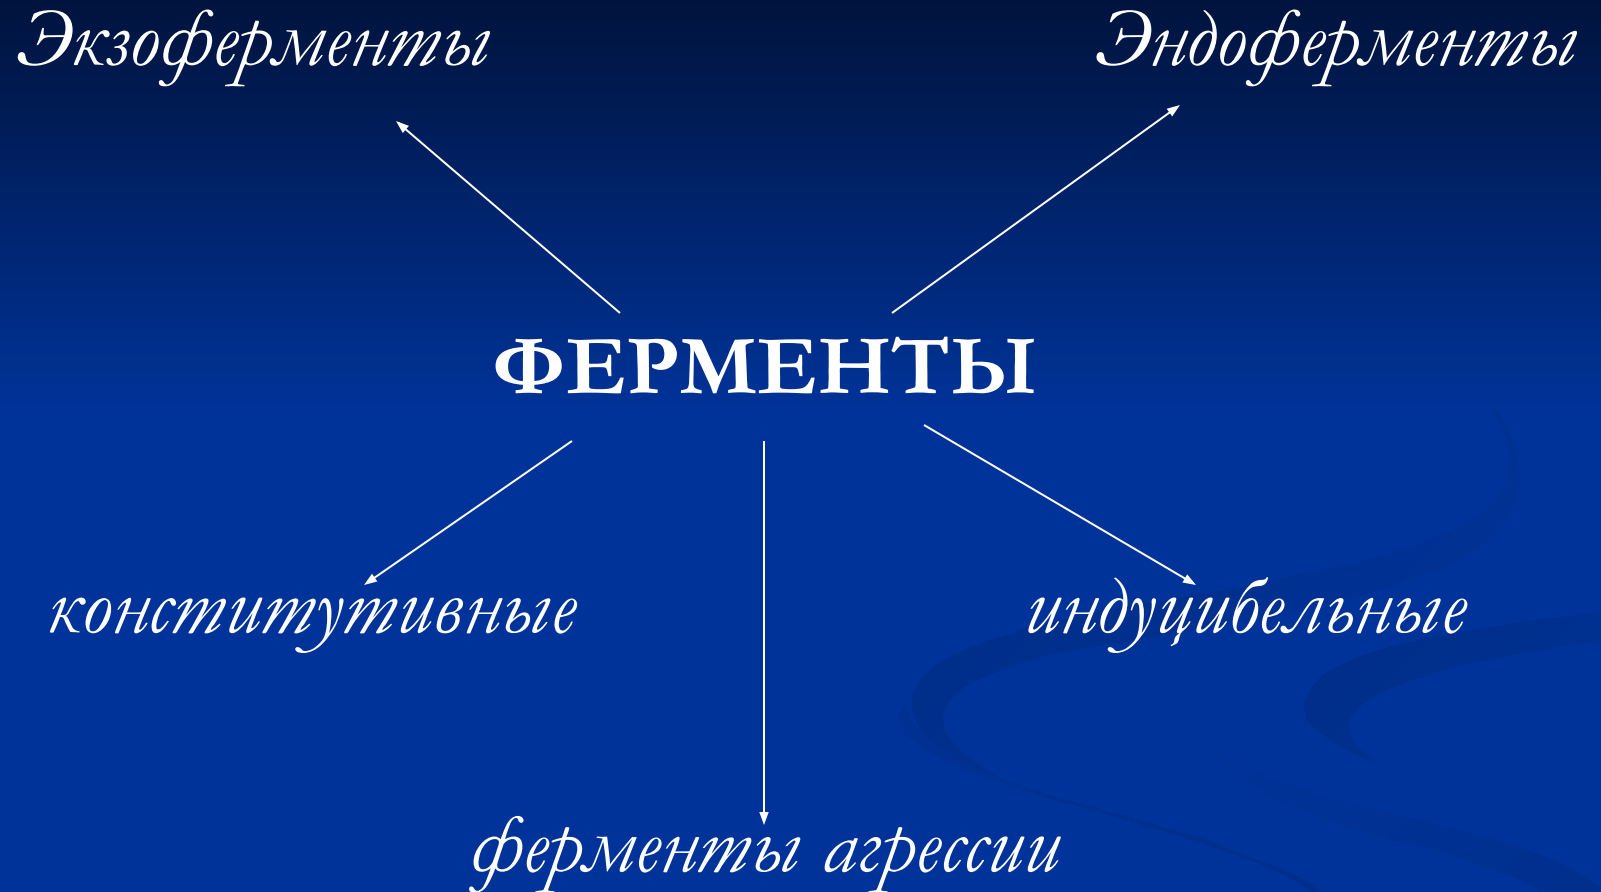 Экзоферменты
Эндоферменты
ФЕРМЕНТЫ
конститутивные
индуцибельные
ферменты агрессии